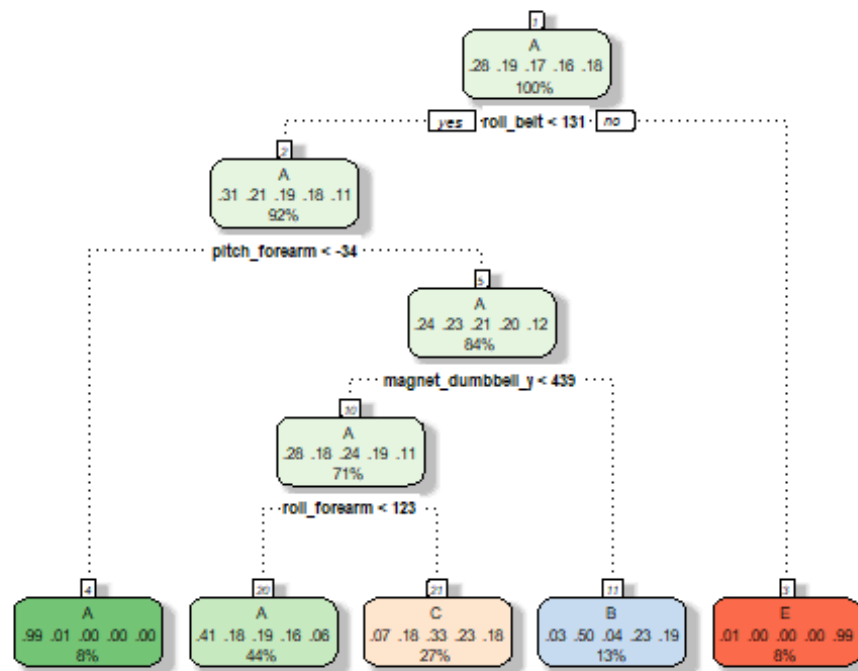 1
A
.28 .19 .17 .16 .18
100%
yes roll_belt < 131 no
2
A
.31 .21 .19 .18 .11
92%
pitch_forearm < -34
5
A
.24 .23 .21 .20 .12
84%
magnet_dumbbell_y < 439
10
A
.28 .18 .24 .19 .11
71%
roll_forearm < 123
4
A
.99 .01 .00 .00 .00
8%
20
A
.41 .18 .19 .16 .06
44%
21
C
.07 .18 .33 .23 .18
27%
11
B
.03 .50 .04 .23 .19
13%
3
E
.01 .00 .00 .00 .99
8%